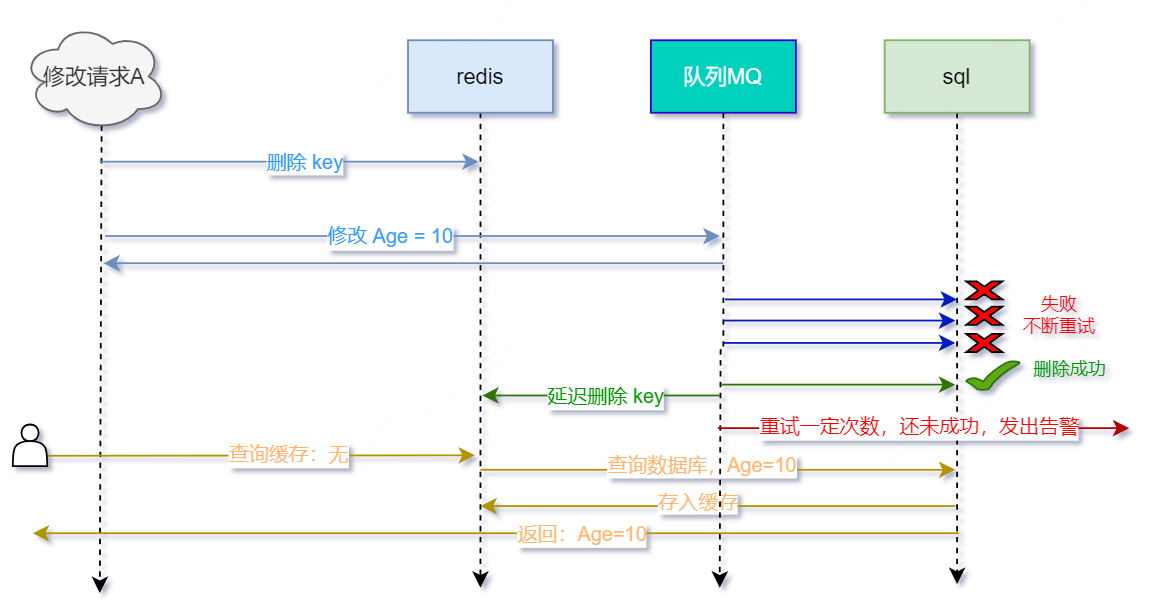 修改请求A
redis
队列MQ
sql
删除 key
修改 Age = 10
失败
不断重试
删除成功
延迟删除 key
重试一定次数，还未成功，发出告警
查询缓存：无
查询数据库，Age=10
存入缓存
返回：Age=10